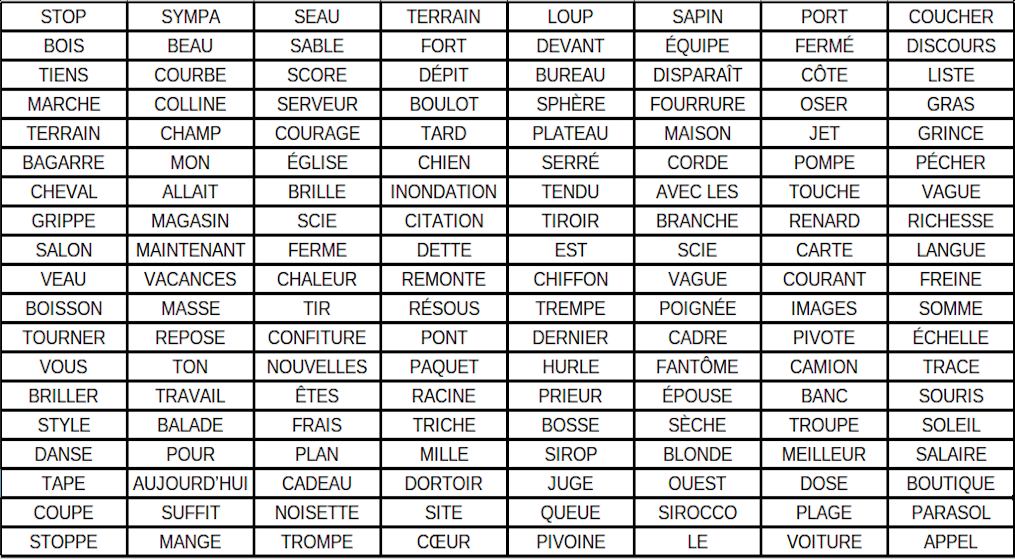 STOP SYMPA SEAU TERRAIN LOUP SAPIN PORT COUCHER
BOIS BEAU SABLE FORT DEVANT ÉQUIPE FERMÉ DISCOURS
TIENS COURBE SCORE DÉPIT BUREAU DISPARAÎT CÔTE LISTE
MARCHE COLLINE SERVEUR BOULOT SPHÈRE FOURRURE OSER GRAS
TERRAIN CHAMP COURAGE TARD PLATEAU MAISON JET GRINCE
BAGARRE MON ÉGLISE CHIEN SERRÉ CORDE POMPE PÉCHER
CHEVAL ALLAIT BRILLE INONDATION TENDU AVEC LES TOUCHE VAGUE
GRIPPE MAGASIN SCIE CITATION TIROIR BRANCHE RENARD RICHESSE
SALON MAINTENANT FERME DETTE EST SCIE CARTE LANGUE
VEAU VACANCES CHALEUR REMONTE CHIFFON VAGUE COURANT FREINE
BOISSON MASSE TIR RÉSOUS TREMPE POIGNÉE IMAGES SOMME
TOURNER REPOSE CONFITURE PONT DERNIER CADRE PIVOTE ÉCHELLE
VOUS TON NOUVELLES PAQUET HURLE FANTÔME CAMION TRACE
BRILLER TRAVAIL ÊTES RACINE PRIEUR ÉPOUSE BANC SOURIS
STYLE BALADE FRAIS TRICHE BOSSE SÈCHE TROUPE SOLEIL
DANSE POUR PLAN MILLE SIROP BLONDE MEILLEUR SALAIRE
TAPE AUJOURD'HUI CADEAU DORTOIR JUGE OUEST DOSE BOUTIQUE
COUPE SUFFIT NOISETTE SITE QUEUE SIROCCO PLAGE PARASOL
STOPPE MANGE TROMPE CŒUR PIVOINE LE VOITURE APPEL